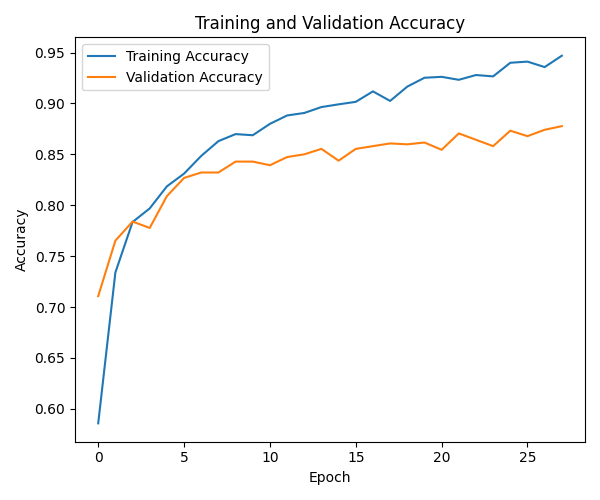 Training and Validation Accuracy
Training Accuracy
Validation Accuracy
0.95
0.90
0.85
0.80
0.75
0.70
0.65
0.60
Accuracy
0 5 10 15 20 25
Epoch